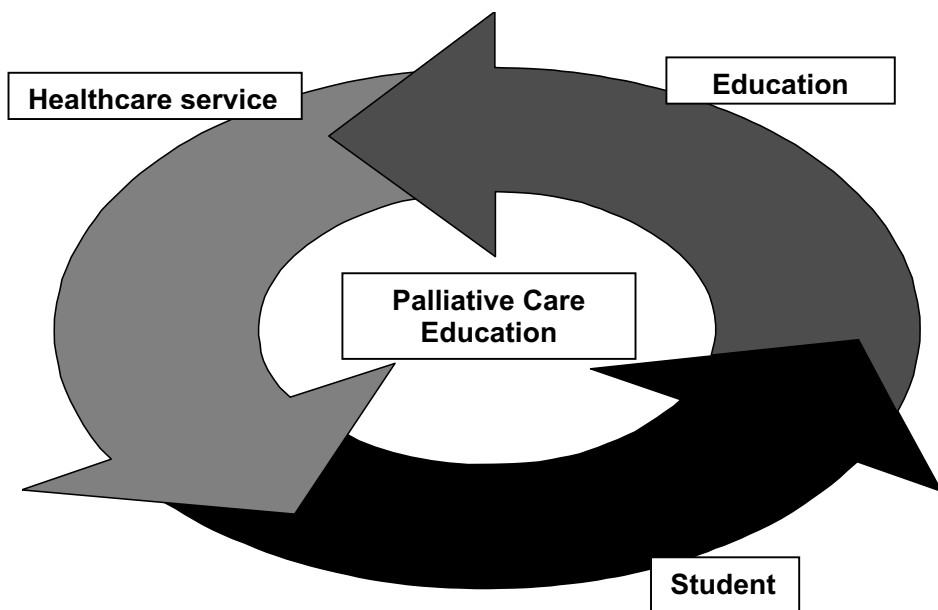 Healthcare service
Education
Palliative Care
Education
Student